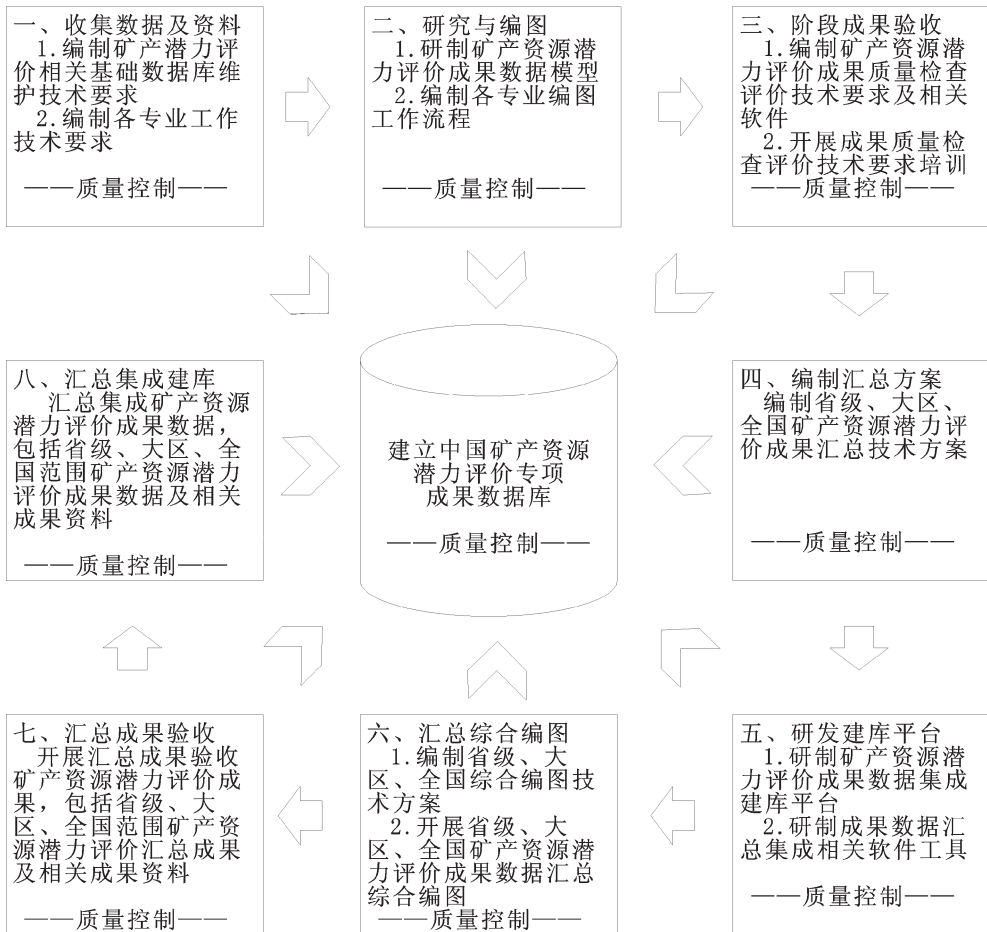 一、收集数据及资料
1.编制矿产潜力评
价相关基础数据库维
护技术要求
2.编制各专业工作
技术要求
——质量控制——
二、研究与编图
1.研制矿产资源潜
力评价成果数据模型
2.编制各专业编图
工作流程
——质量控制——
三、阶段成果验收
1.编制矿产资源潜
力评价成果质量检查
评价技术要求及相关
软件
2.开展成果质量检
查评价技术要求培训
——质量控制——
八、汇总集成建库
汇总集成矿产资源
潜力评价成果数据，
包括省级、大区、全
国范围矿产资源潜力
评价成果数据及相关
成果资料
——质量控制——
建立中国矿产资源
潜力评价专项
成果数据库
——质量控制——
四、编制汇总方案
编制省级、大区、
全国矿产资源潜力评
价成果汇总技术方案
——质量控制——
七、汇总成果验收
开展汇总成果验收
矿产资源潜力评价成
果，包括省级、大
区、全国范围矿产资
源潜力评价汇总成果
及相关成果资料
——质量控制——
六、汇总综合编图
1.编制省级、大
区、全国综合编图技
术方案
2.开展省级、大
区、全国矿产资源潜
力评价成果数据汇总
综合编图
——质量控制——
五、研发建库平台
1.研制矿产资源潜
力评价成果数据集成
建库平台
2.研制成果数据汇
总集成相关软件工具
——质量控制——